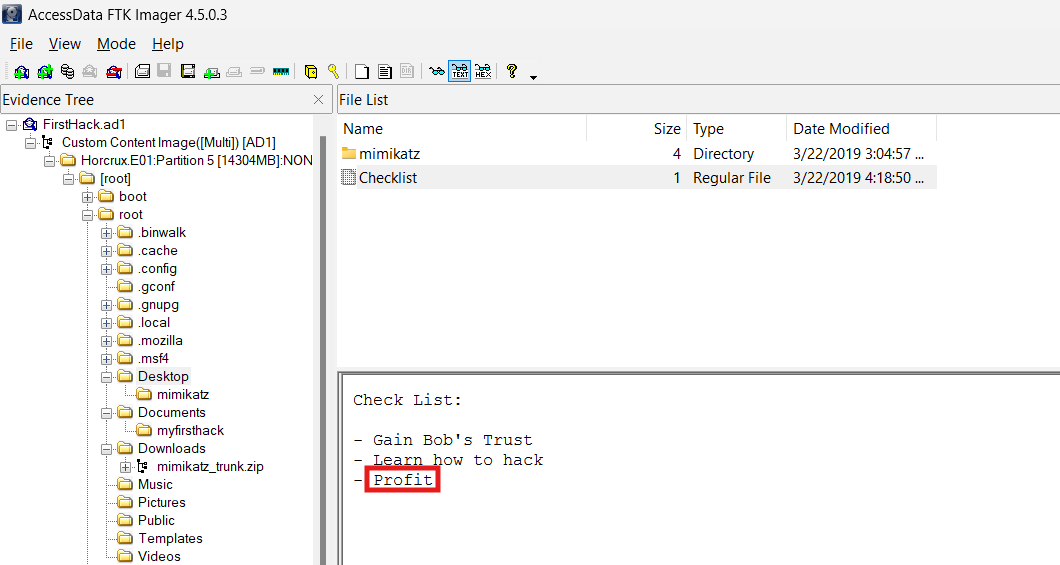 AccessData FTK Imager 4.5.0.3
File View Mode Help
TEXT HEX ?
Evidence Tree
FirstHack.ad1
Custom Content Image([Multi]) [AD1]
Horcrux.E01:Partition 5 [14304MB]:NON
[root]
boot
root
.binwalk
.cache
.config
.gconf
.gnupg
.local
.mozilla
.msf4
Desktop
mimikatz
Documents
myfirsthack
Downloads
mimikatz_trunk.zip
Music
Pictures
Public
Templates
Videos
File List
Name Size Type Date Modified
mimikatz 4 Directory 3/22/2019 3:04:57 ...
Checklist 1 Regular File 3/22/2019 4:18:50 ...
Check List:
- Gain Bob's Trust
- Learn how to hack
- Profit